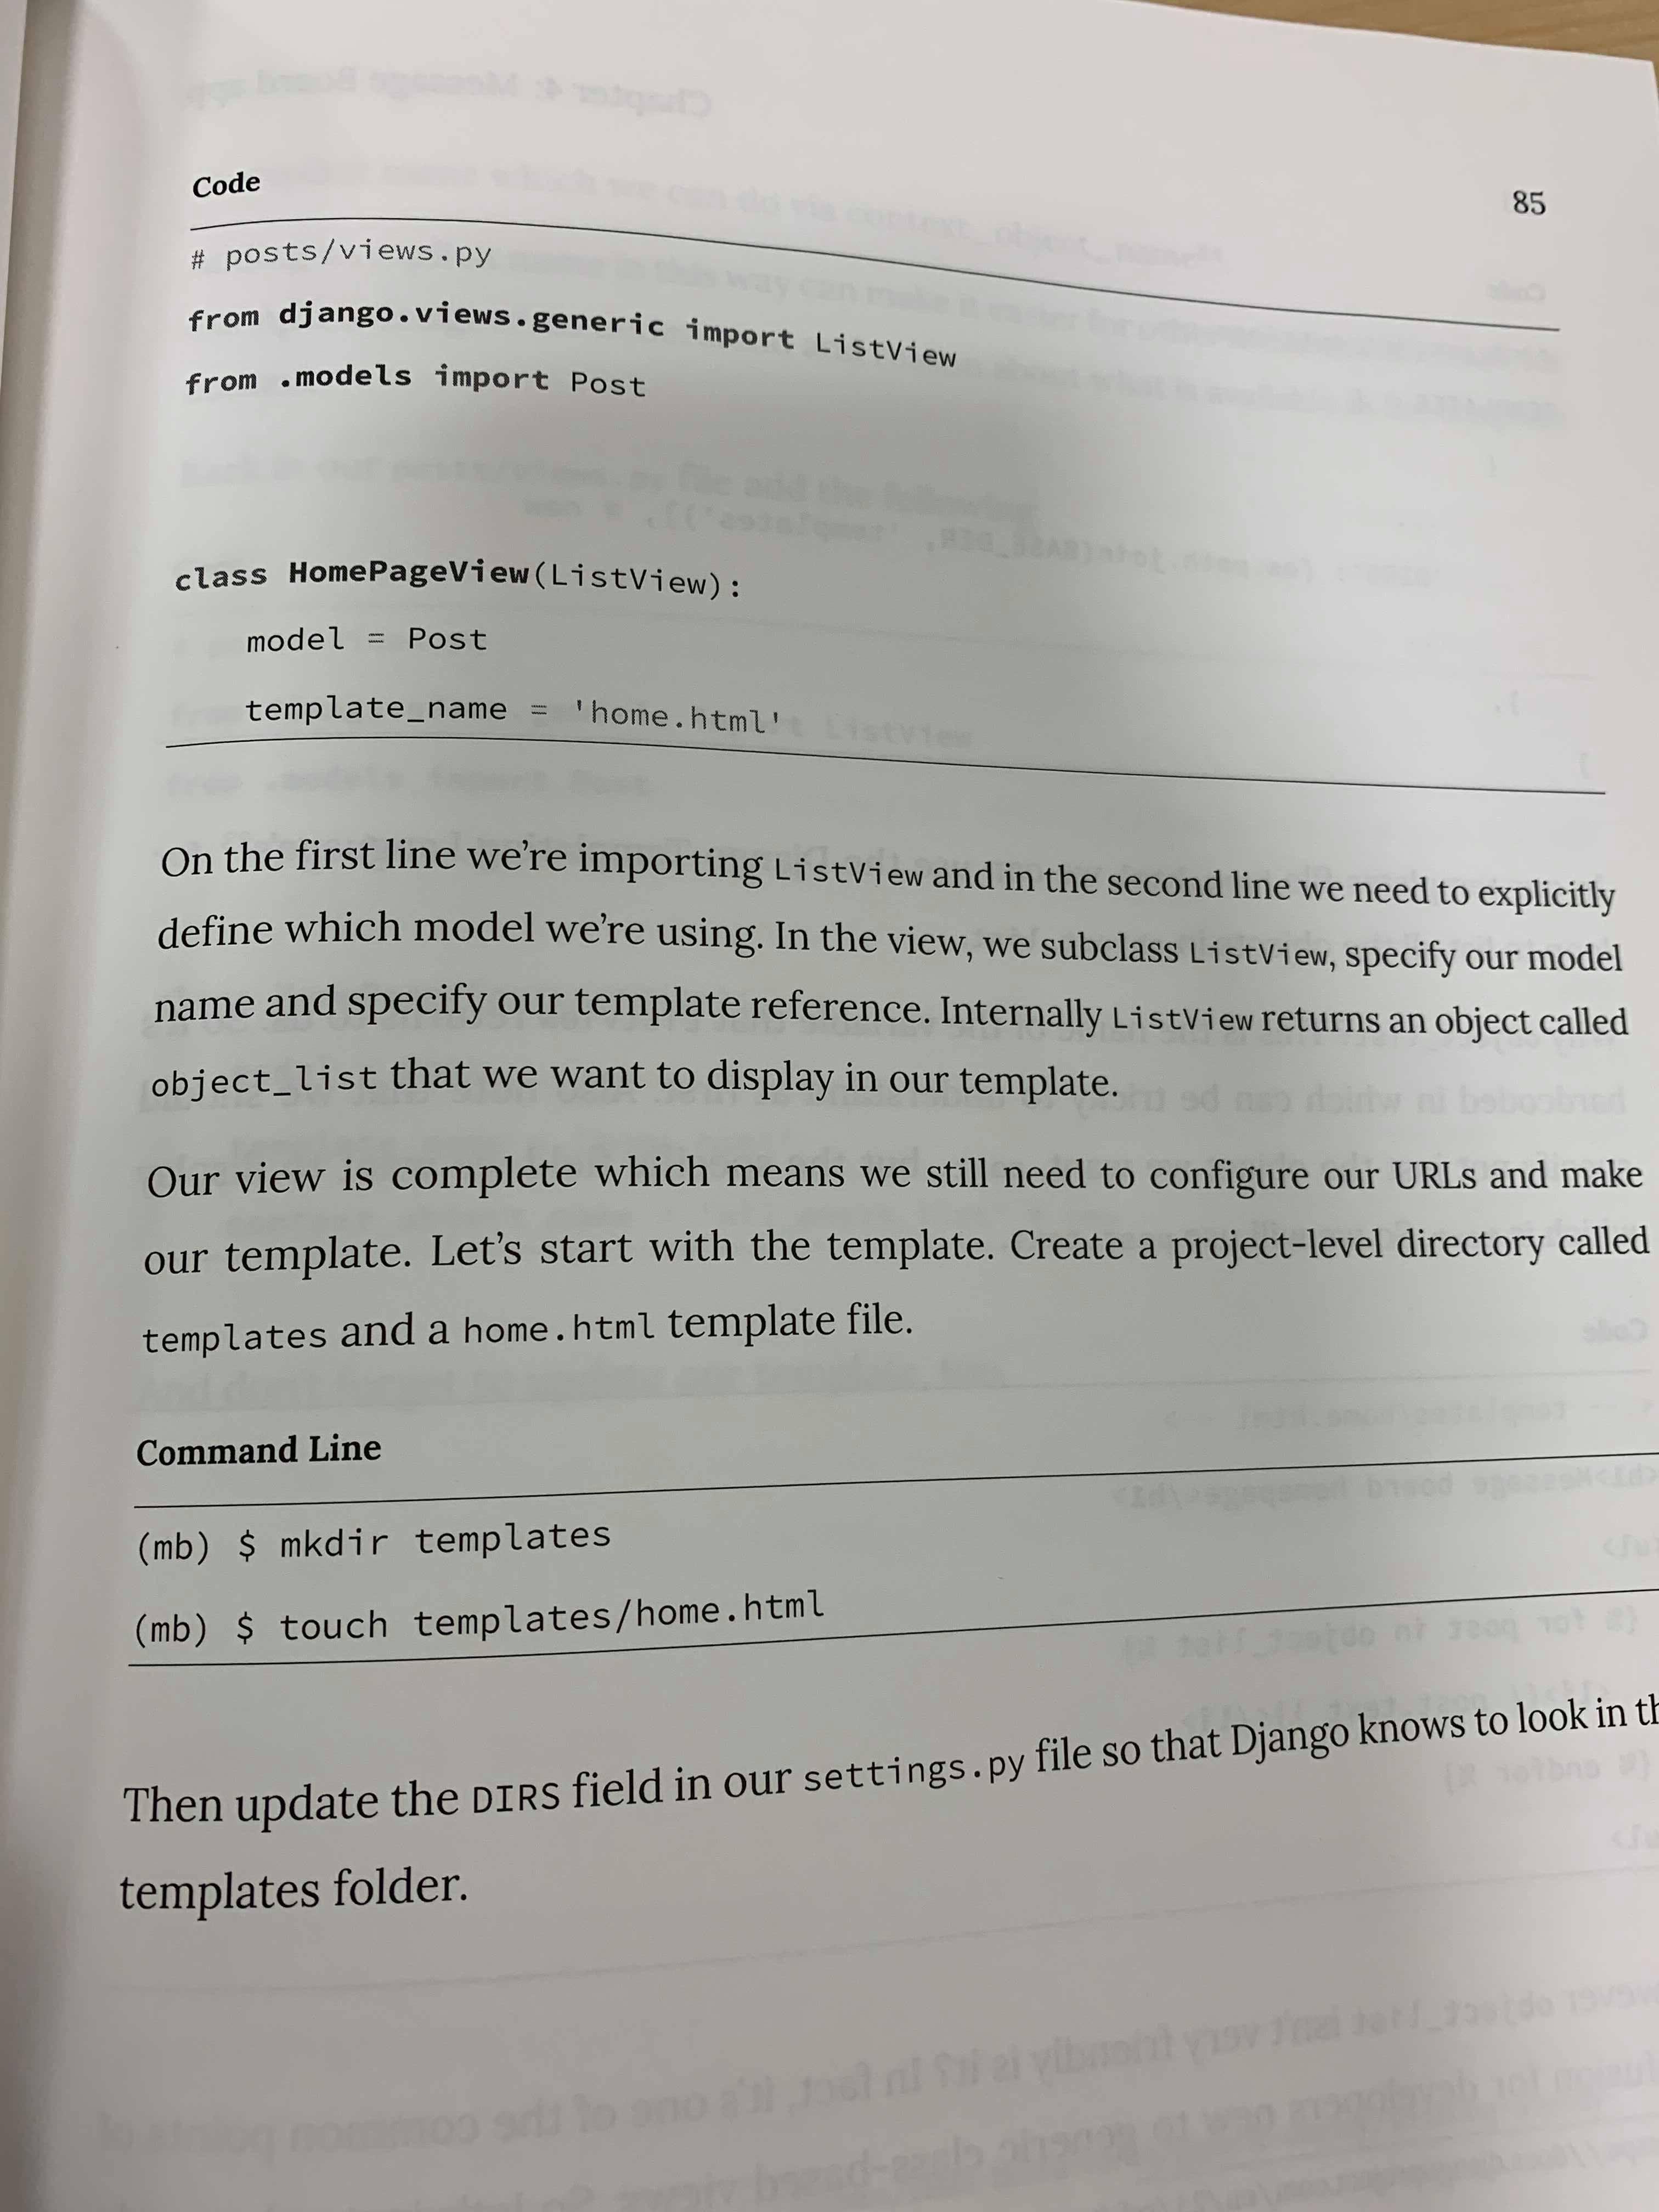 85
Code
# posts/views.py
from django.views.generic import ListView
from .models import Post
class HomePageView(ListView):
model = Post
template_name = 'home.html'
On the first line we’re importing ListView and in the second line we need to explicitly
define which model we’re using. In the view, we subclass ListView, specify our model
name and specify our template reference. Internally ListView returns an object called
object_list that we want to display in our template.
Our view is complete which means we still need to configure our URLs and make
our template. Let’s start with the template. Create a project-level directory called
templates and a home.html template file.
Command Line
(mb) $ mkdir templates
(mb) $ touch templates/home.html
Then update the DIRS field in our settings.py file so that Django knows to look in
templates folder.